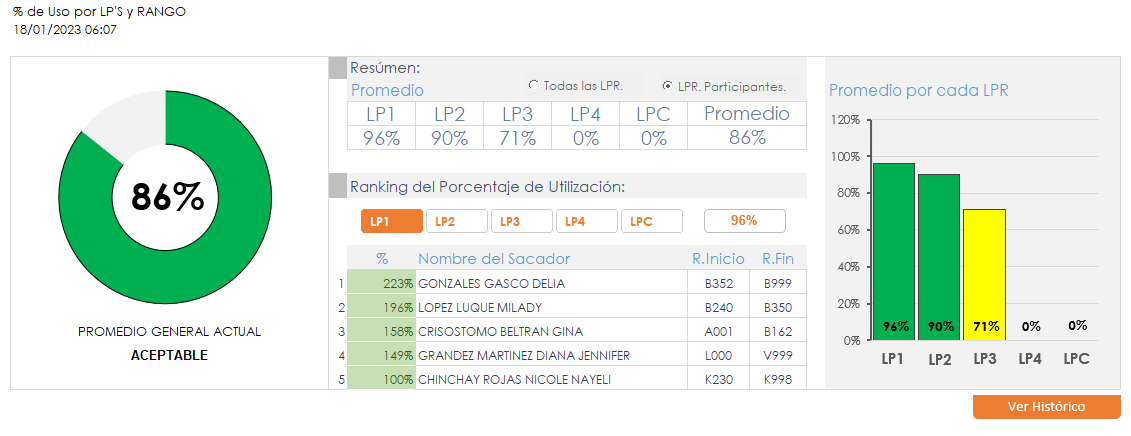 % de Uso por LP'S y RANGO
18/01/2023 06:07
86%
PROMEDIO GENERAL ACTUAL
ACEPTABLE
Resúmen:
Promedio
Todas las LPR.
LPR. Participantes.
LP1 LP2 LP3 LP4 LPC Promedio
96% 90% 71% 0% 0% 86%
Ranking del Porcentaje de Utilización:
LP1 LP2 LP3 LP4 LPC 96%
% Nombre del Sacador R.Inicio R.Fin
1 223% GONZALES GASCO DELIA B352 B999
2 196% LOPEZ LUQUE MILADY B240 B350
3 158% CRISOSTOMO BELTRAN GINA A001 B162
4 149% GRANDEZ MARTINEZ DIANA JENNIFER L000 V999
5 100% CHINCHAY ROJAS NICOLE NAYELI K230 K998
Promedio por cada LPR
120%
100%
80%
60%
40%
20%
0%
96% 90% 71% 0% 0%
LP1 LP2 LP3 LP4 LPC
Ver Histórico